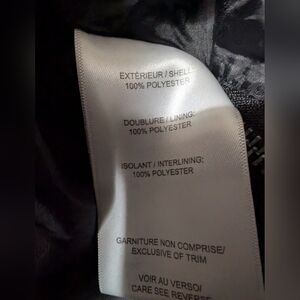 EXTÉRIEUR / SHELL:
100% POLYESTER
DOUBLURE / LINING:
100% POLYESTER
ISOLANT / INTERLINING:
100% POLYESTER
GARNITURE NON COMPRISE/
EXCLUSIVE OF TRIM
VOIR AU VERSO/
CARE SEE REVERSE